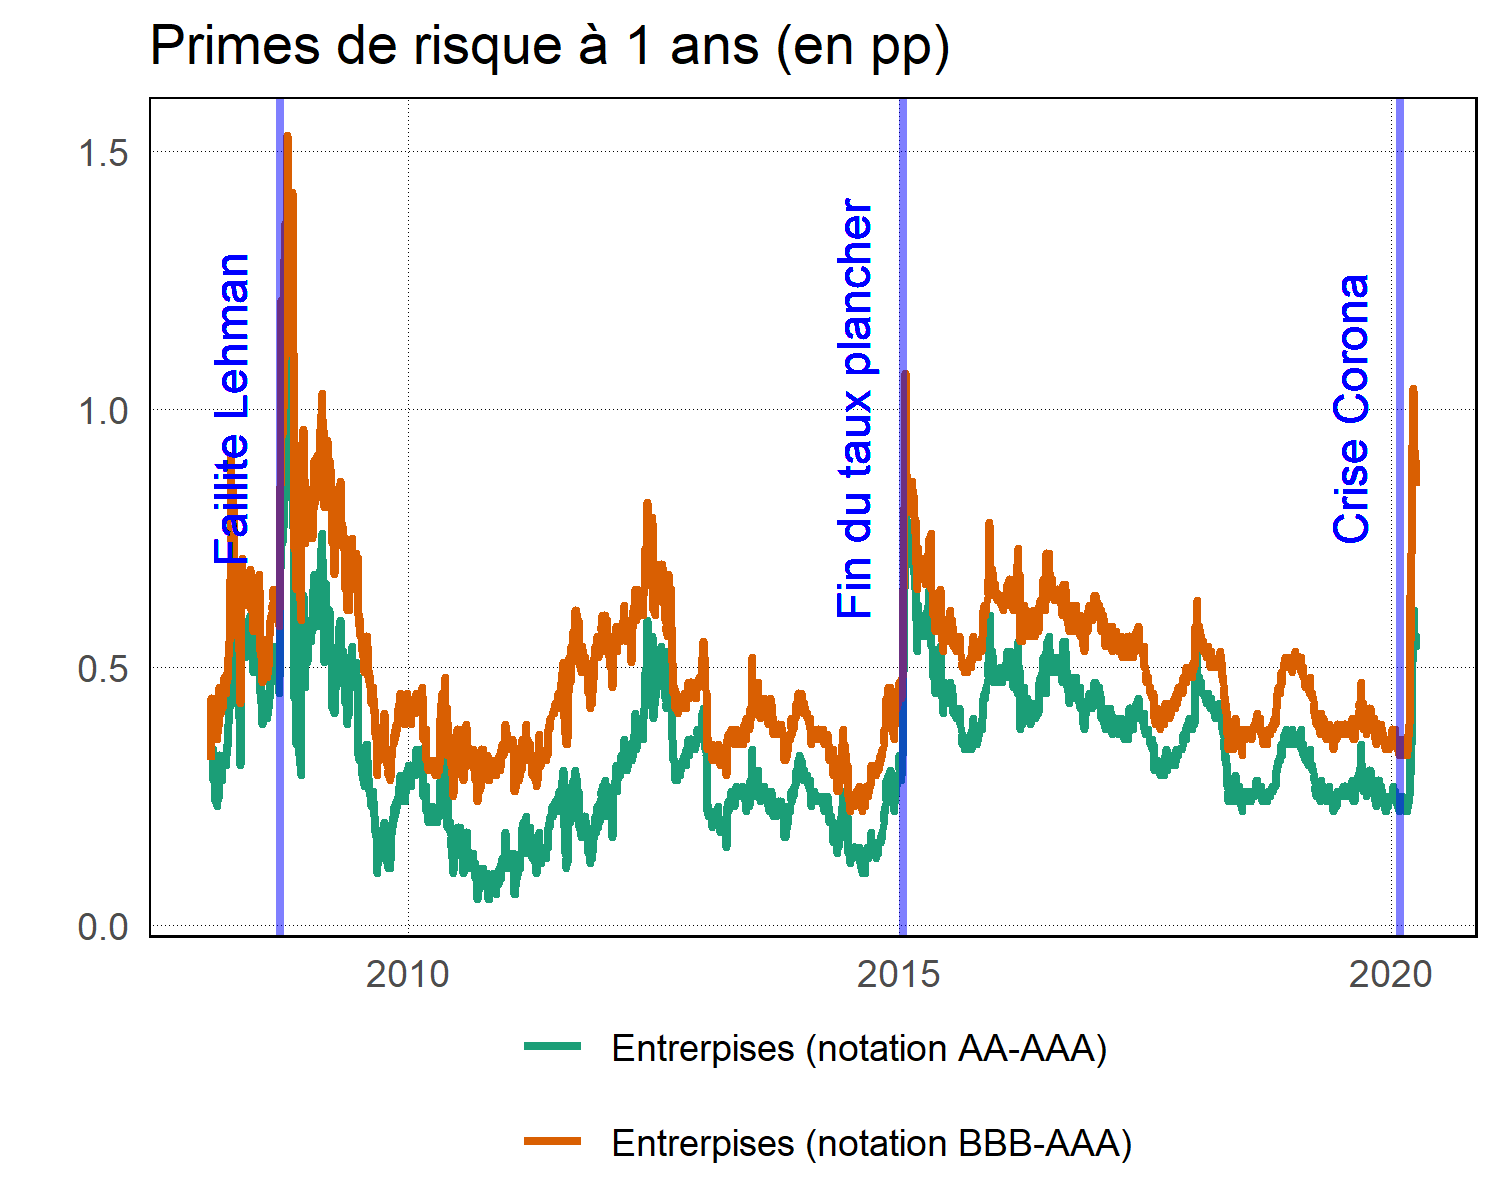 Primes de risque à 1 ans (en pp)
1.5
1.0
0.5
0.0
Faillite Lehman
Fin du taux plancher
Crise Corona
2010
2015
2020
Entrerpises (notation AA-AAA)
Entrerpises (notation BBB-AAA)